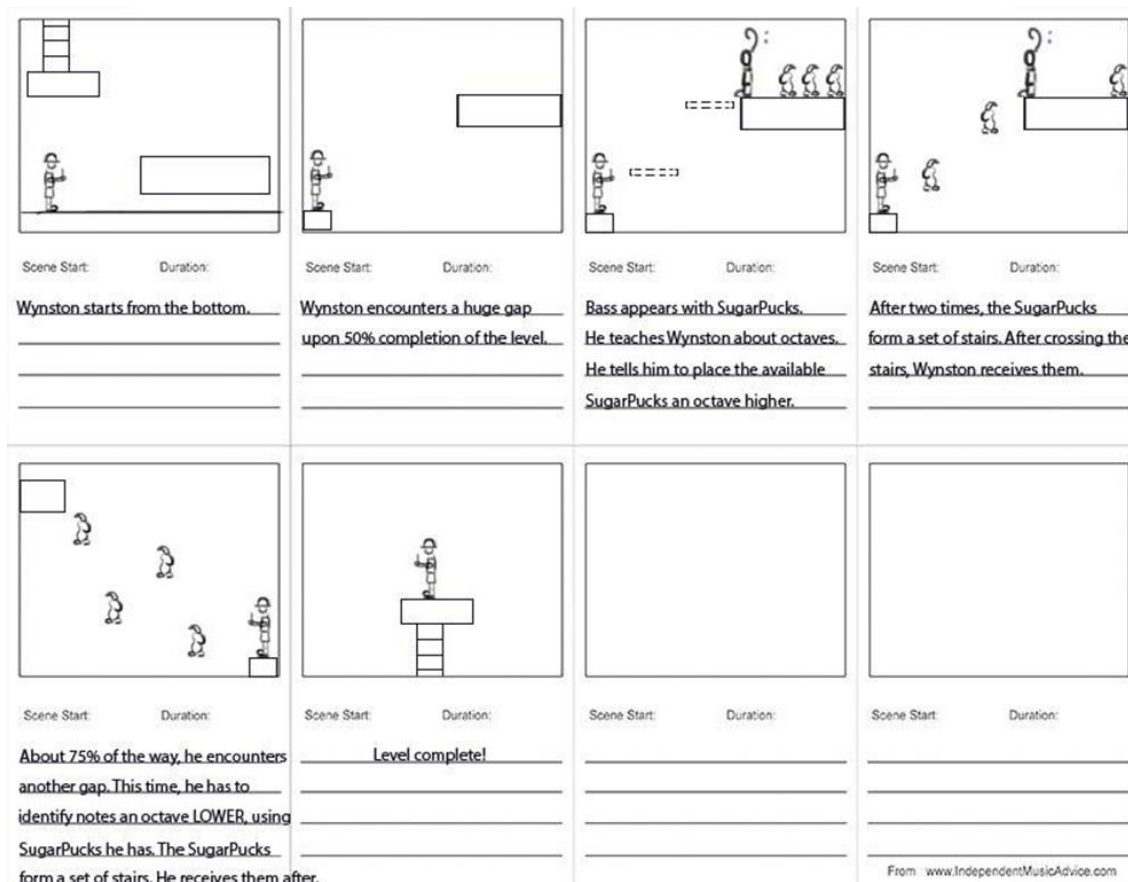 Scene Start: Duration:
Wynston starts from the bottom.
Scene Start: Duration:
Wynston encounters a huge gap
upon 50% completion of the level.
Scene Start: Duration:
Bass appears with SugarPucks.
He teaches Wynston about octaves.
He tells him to place the available
SugarPucks an octave higher.
Scene Start: Duration:
After two times, the SugarPucks
form a set of stairs. After crossing the
stairs, Wynston receives them.
Scene Start: Duration:
About 75% of the way, he encounters
another gap. This time, he has to
identify notes an octave LOWER, using
SugarPucks he has. The SugarPucks
form a set of stairs. He receives them after.
Scene Start: Duration:
Level complete!
Scene Start: Duration:
Scene Start: Duration:
From www.IndependentMusicAdvice.com